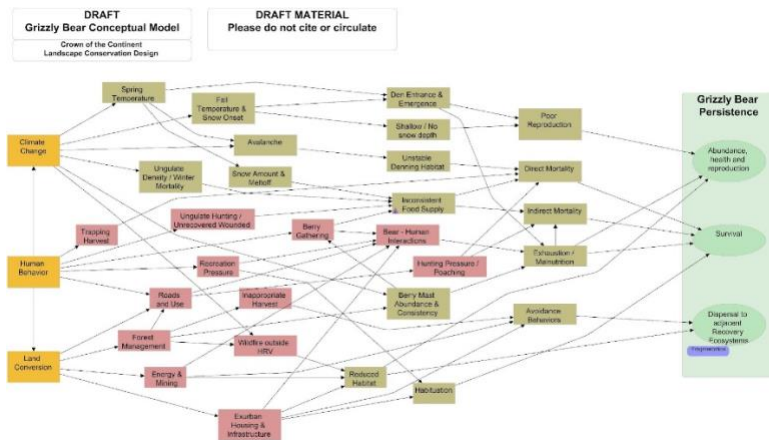 DRAFT
Grizzly Bear Conceptual Model
Crown of the Continent
Landscape Conservation Design
DRAFT MATERIAL
Please do not cite or circulate
Spring
Temperature
Fall
Temperature &
Snow Onset
Den Entrance &
Emergence
Shallow / No
snow depth
Poor
Reproduction
Grizzly Bear
Persistence
Climate
Change
Avalanche
Unstable
Denning Habitat
Direct Mortality
Abundance,
health and
reproduction
Ungulate
Density / Winter
Mortality
Snow Amount &
Meltoff
Inconsistent
Food Supply
Indirect Mortality
Trapping
Harvest
Ungulate Hunting /
Unrecovered Wounded
Berry
Gathering
Bear - Human
Interactions
Survival
Human
Behavior
Recreation
Pressure
Hunting Pressure /
Poaching
Exhaustion /
Malnutrition
Roads
and Use
Inappropriate
Harvest
Berry Mast
Abundance &
Consistency
Avoidance
Behaviors
Dispersal to
adjacent
Recovery
Ecosystems
Forest
Management
Wildfire outside
HRV
Land
Conversion
Energy &
Mining
Reduced
Habitat
Habituation
Exurban
Housing &
Infrastructure